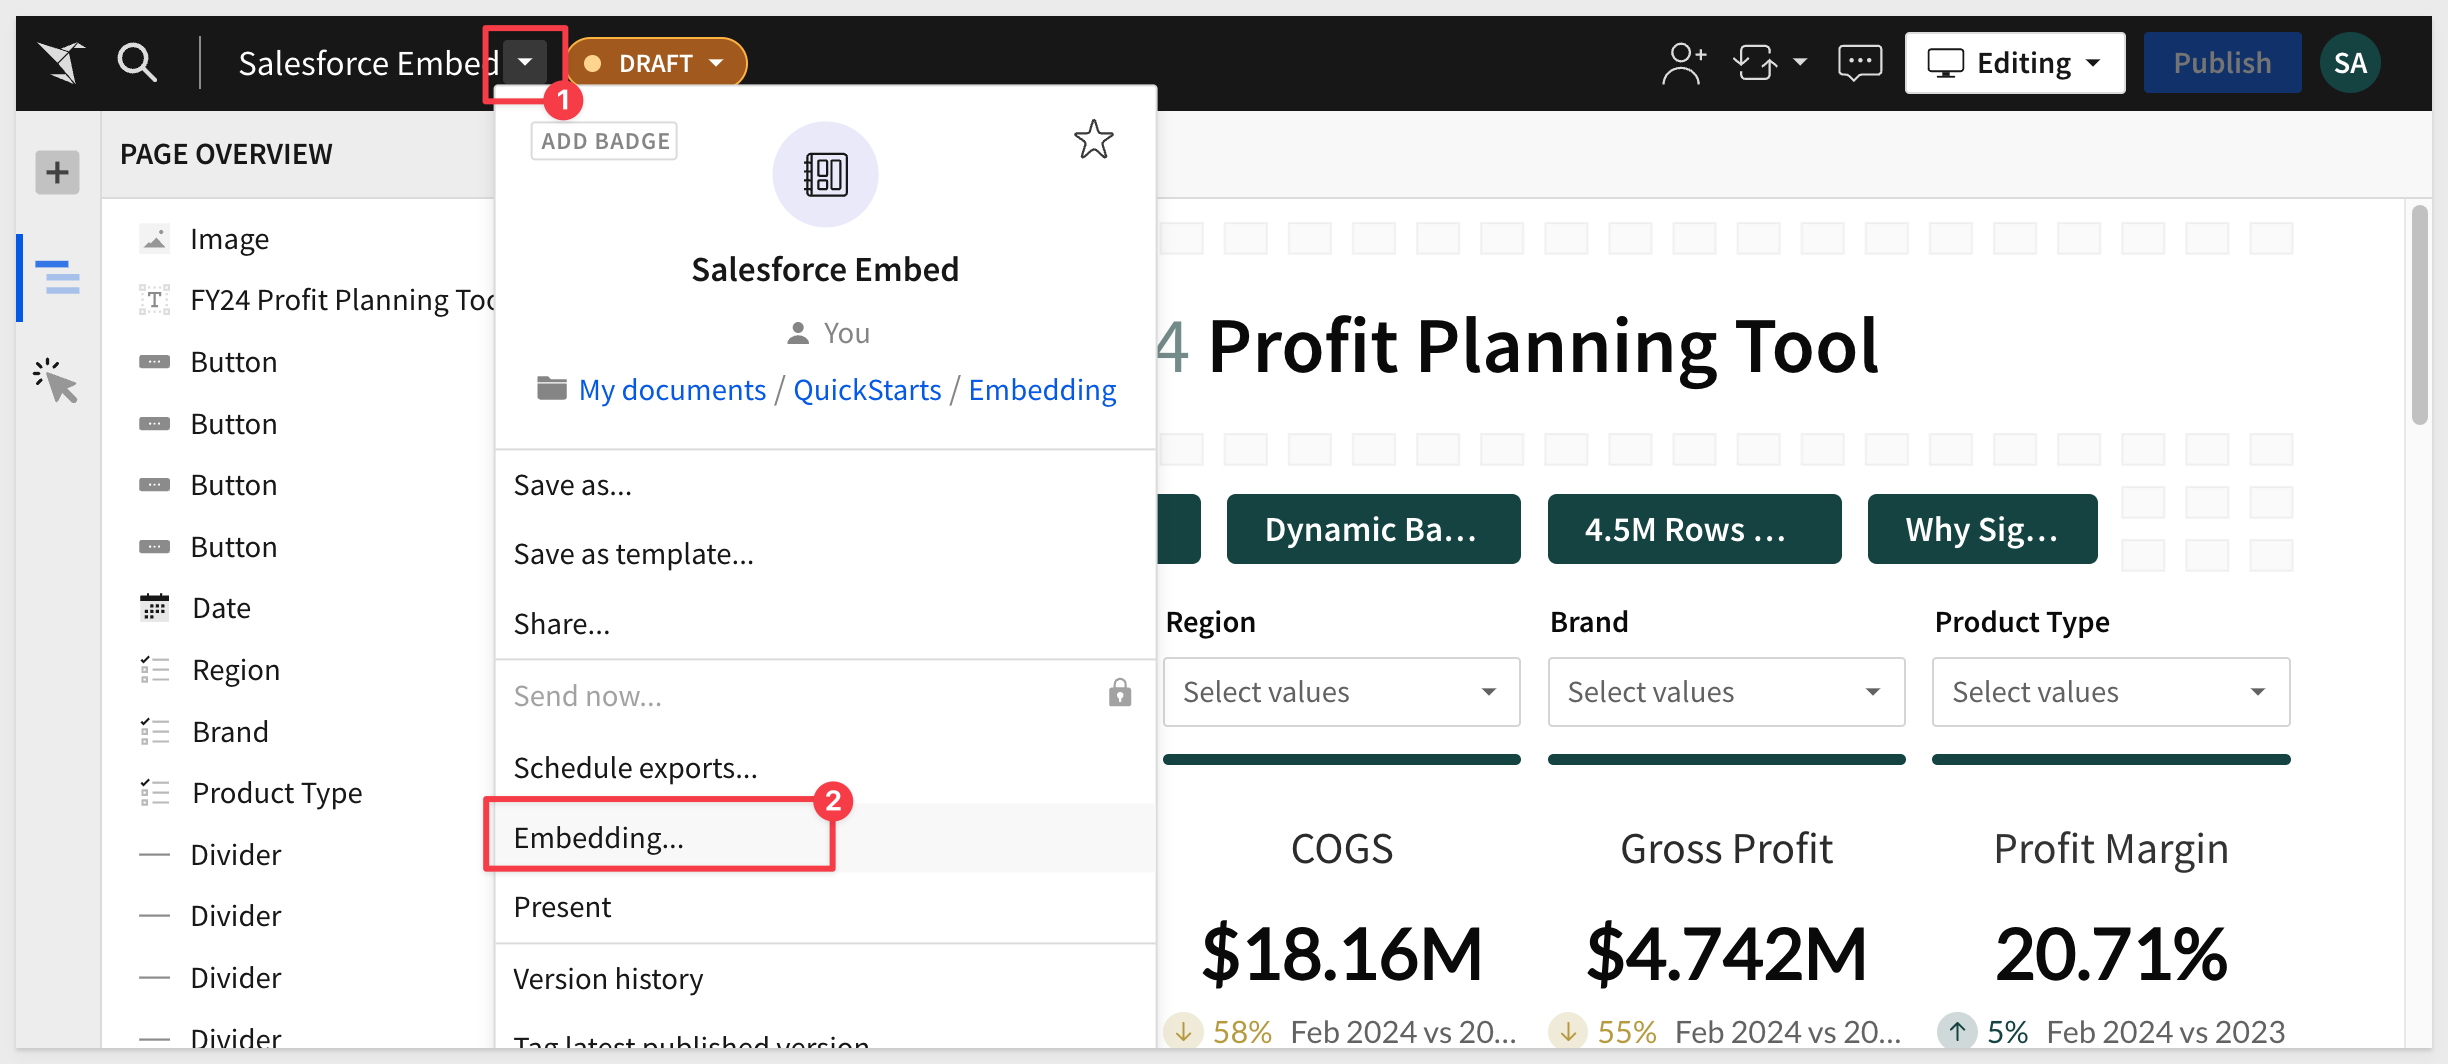 Salesforce Embed
DRAFT
Editing
Publish
SA
1
PAGE OVERVIEW
Image
FY24 Profit Planning Too
Button
Button
Button
Button
Date
Region
Brand
Product Type
Divider
Divider
Divider
Divider
ADD BADGE
Salesforce Embed
You
My documents / QuickStarts / Embedding
Save as...
Save as template...
Share...
Send now...
Schedule exports...
2
Embedding...
Present
Version history
Tag latest published version
4 Profit Planning Tool
Dynamic Ba...
4.5M Rows ...
Why Sig...
Region
Brand
Product Type
Select values
Select values
Select values
COGS
Gross Profit
Profit Margin
$18.16M
$4.742M
20.71%
58% Feb 2024 vs 20...
55% Feb 2024 vs 20...
5% Feb 2024 vs 2023